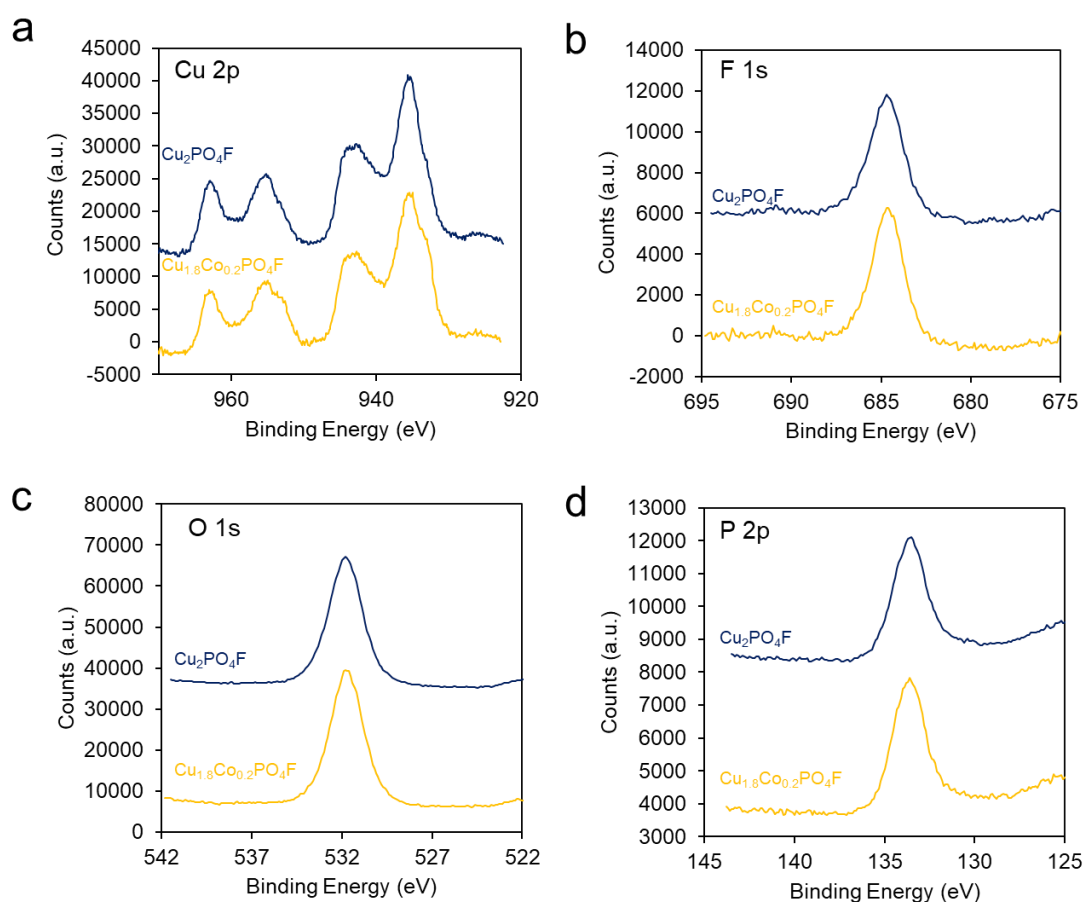 a
Cu 2p
45000
40000
35000
30000
25000
20000
15000
10000
5000
0
-5000
Counts (a.u.)
Cu₂PO₄F
Cu₁.₈Co₀.₂PO₄F
960
940
920
Binding Energy (eV)
b
F 1s
14000
12000
10000
8000
6000
4000
2000
0
-2000
Counts (a.u.)
Cu₂PO₄F
Cu₁.₈Co₀.₂PO₄F
695
690
685
680
675
Binding Energy (eV)
c
O 1s
80000
70000
60000
50000
40000
30000
20000
10000
0
Counts (a.u.)
Cu₂PO₄F
Cu₁.₈Co₀.₂PO₄F
542
537
532
527
522
Binding Energy (eV)
d
P 2p
13000
12000
11000
10000
9000
8000
7000
6000
5000
4000
3000
Counts (a.u.)
Cu₂PO₄F
Cu₁.₈Co₀.₂PO₄F
145
140
135
130
125
Binding Energy (eV)